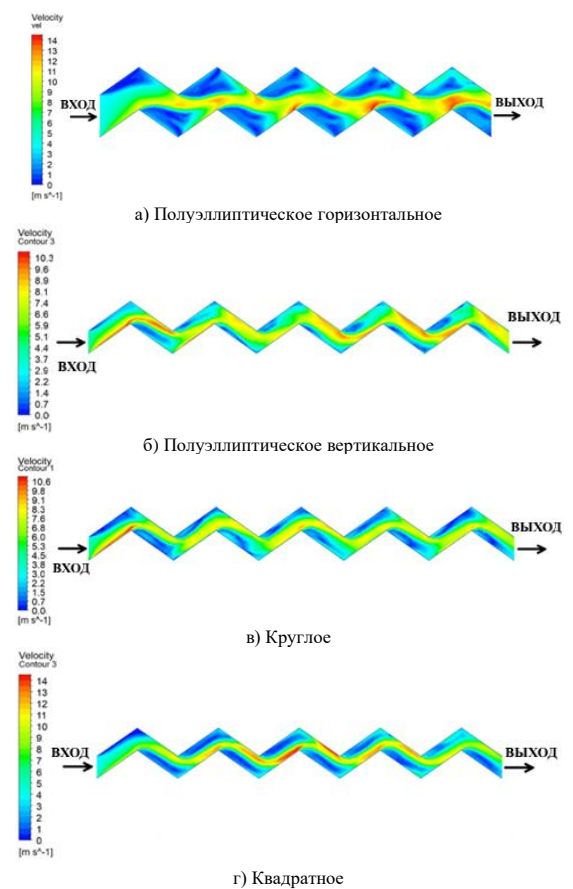 Velocity
vel
14
13
12
11
10
9
8
7
6
5
4
3
2
1
0
[m s^-1]
ВХОД
ВЫХОД
а) Полуэллиптическое горизонтальное
Velocity
Contour 3
10.3
9.6
8.9
8.1
7.4
6.6
5.9
5.1
4.4
3.7
2.9
2.2
1.4
0.7
0.0
[m s^-1]
ВХОД
ВЫХОД
б) Полуэллиптическое вертикальное
Velocity
Contour 1
10.6
9.8
9.1
8.3
7.6
6.8
6.0
5.3
4.5
3.8
3.0
2.2
1.5
0.7
0.0
[m s^-1]
ВХОД
ВЫХОД
в) Круглое
Velocity
Contour 3
14
13
12
11
10
9
8
7
6
5
4
3
2
1
0
[m s^-1]
ВХОД
ВЫХОД
г) Квадратное